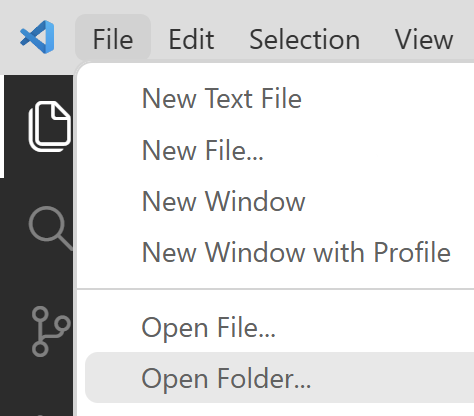 File Edit Selection View
New Text File
New File...
New Window
New Window with Profile
Open File...
Open Folder...